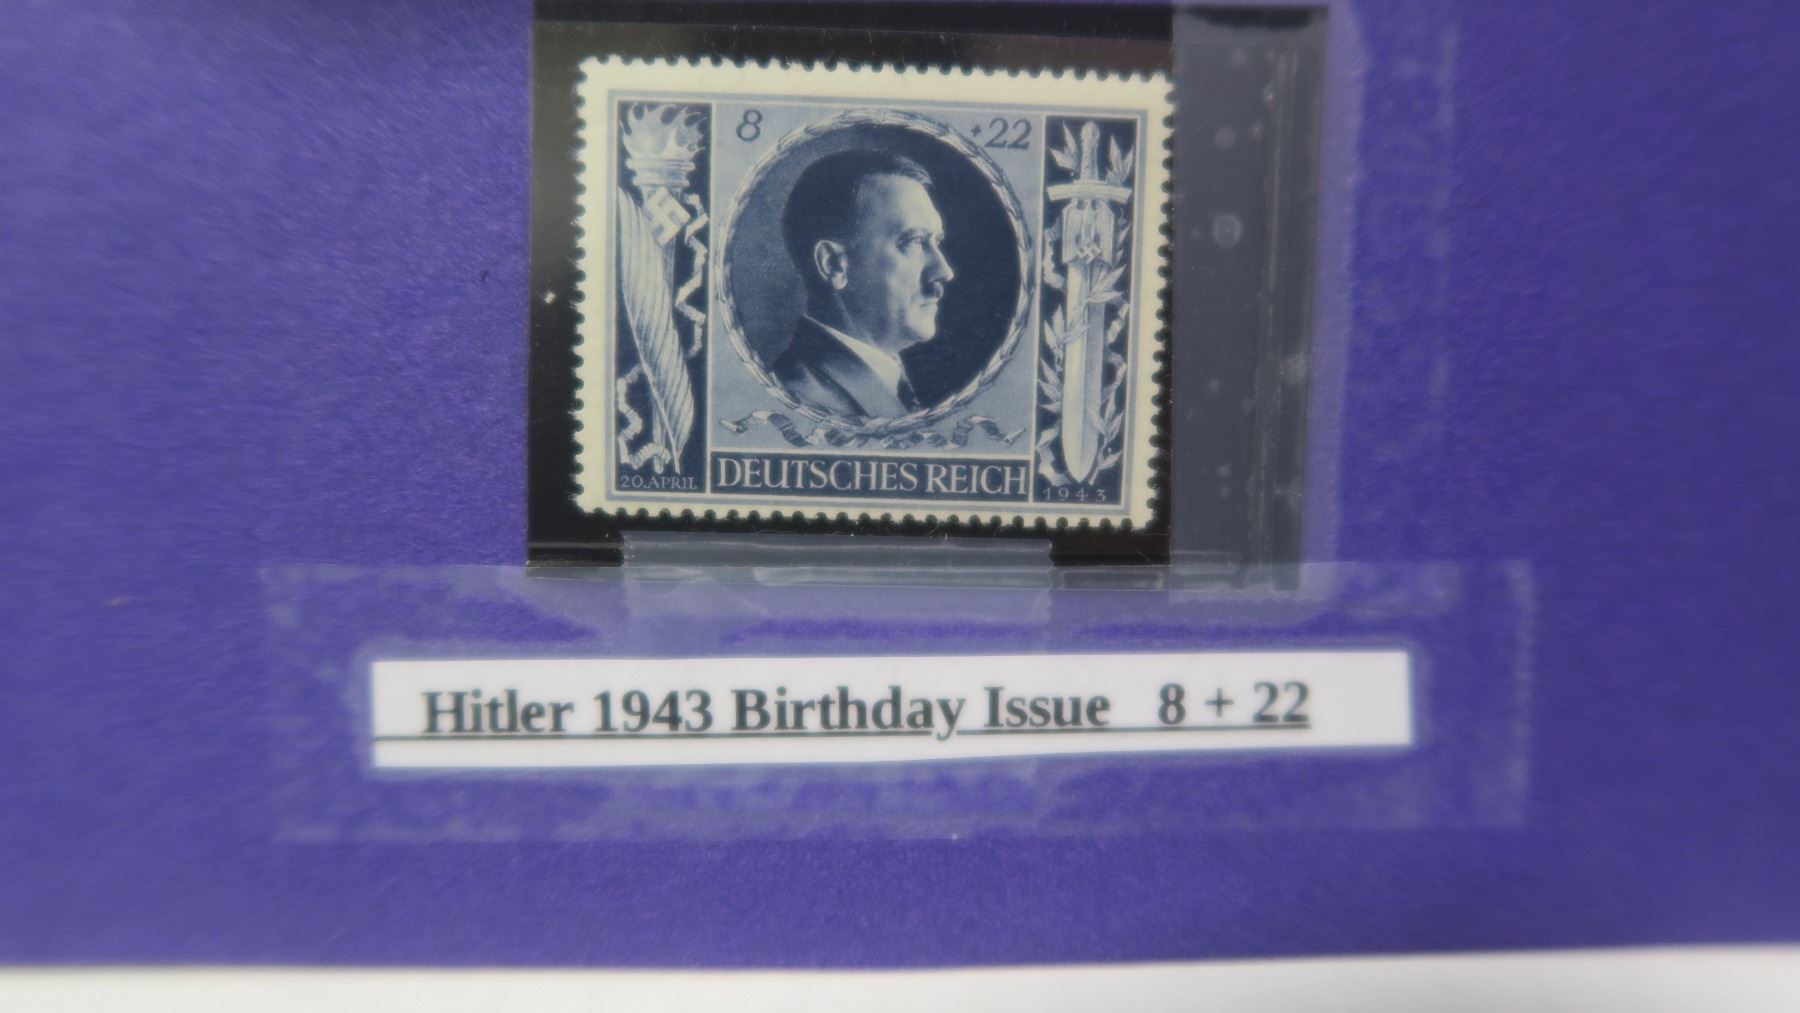 8 +22
20.APRIL DEUTSCHES REICH 1943
Hitler 1943 Birthday Issue 8 + 22